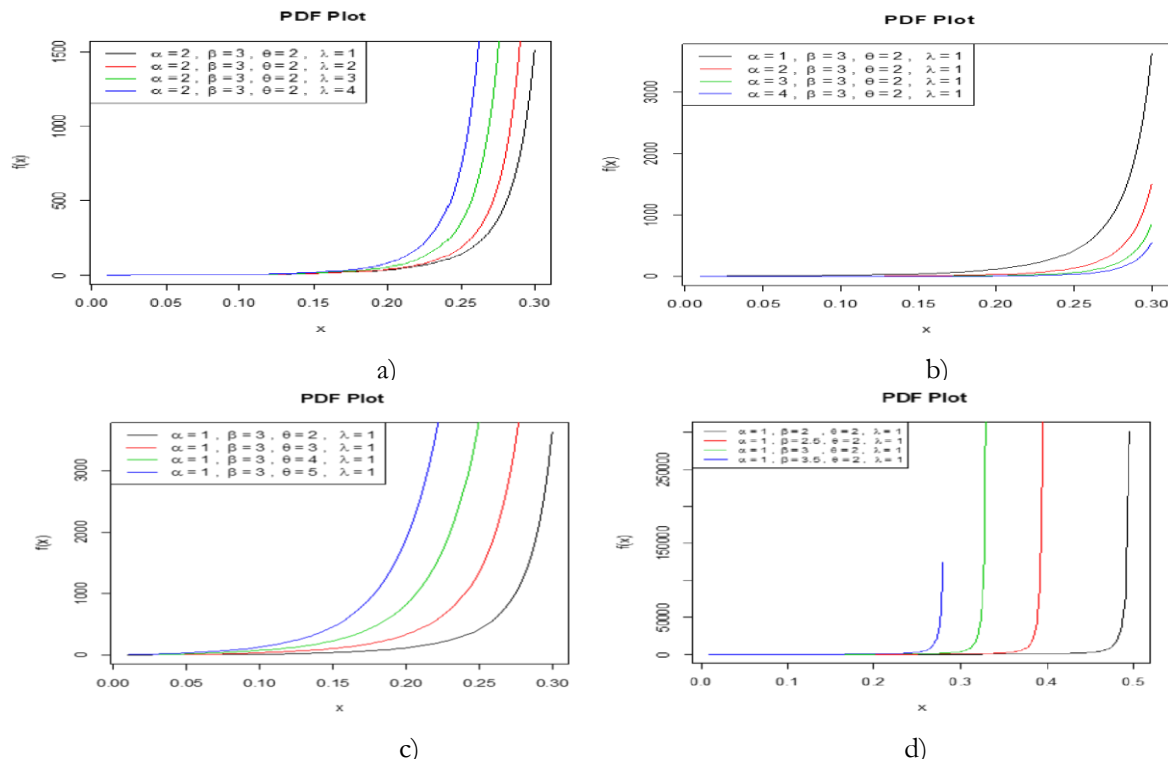 PDF Plot
α=2, β=3, θ=2, λ=1
α=2, β=3, θ=2, λ=2
α=2, β=3, θ=2, λ=3
α=2, β=3, θ=2, λ=4
f(x)
0 500 1000 1500
0.00 0.05 0.10 0.15 0.20 0.25 0.30
x
a)
PDF Plot
α=1, β=3, θ=2, λ=1
α=2, β=3, θ=2, λ=1
α=3, β=3, θ=2, λ=1
α=4, β=3, θ=2, λ=1
f(x)
0 1000 2000 3000
0.00 0.05 0.10 0.15 0.20 0.25 0.30
x
b)
PDF Plot
α=1, β=3, θ=2, λ=1
α=1, β=3, θ=3, λ=1
α=1, β=3, θ=4, λ=1
α=1, β=3, θ=5, λ=1
f(x)
0 1000 2000 3000
0.00 0.05 0.10 0.15 0.20 0.25 0.30
x
c)
PDF Plot
α=1, β=2 , θ=2, λ=1
α=1, β=2.5, θ=2, λ=1
α=1, β=3 , θ=2, λ=1
α=1, β=3.5, θ=2, λ=1
f(x)
0 50000 150000 250000
0.0 0.1 0.2 0.3 0.4 0.5
x
d)